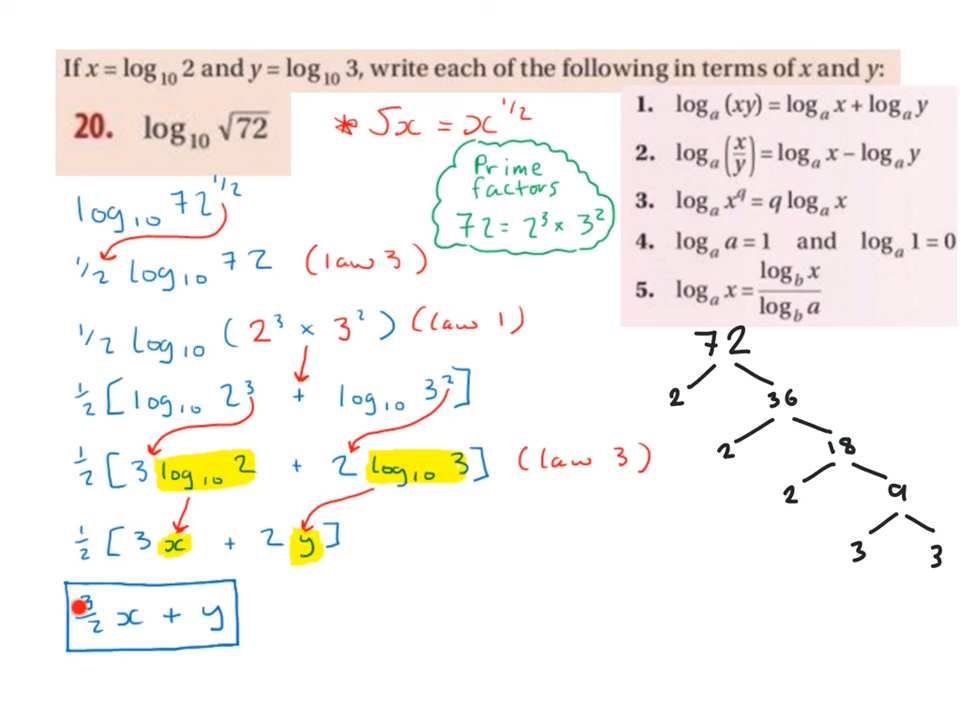 If x = log₁₀ 2 and y = log₁₀ 3, write each of the following in terms of x and y:
20. log₁₀ √72
* √x = x^1/2
Prime
factors
72 = 2³ × 3²
1. logₐ (xy) = logₐ x + logₐ y
2. logₐ (x/y) = logₐ x − logₐ y
3. logₐ x^q = q logₐ x
4. logₐ a = 1 and logₐ 1 = 0
5. logₐ x = log_b x / log_b a
log₁₀ 72^1/2
1/2 log₁₀ 72 (law 3)
1/2 log₁₀ (2³ × 3²) (law 1)
1/2 [log₁₀ 2³ + log₁₀ 3²]
1/2 [3 log₁₀ 2 + 2 log₁₀ 3] (law 3)
1/2 [3x + 2y]
3/2 x + y
72
2 36
2 18
2 9
3 3